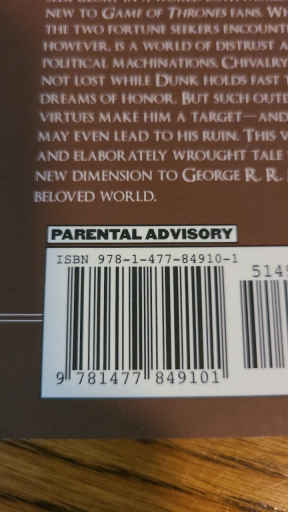 NEW TO GAME OF THRONES FANS. WH
THE TWO FORTUNE SEEKERS ENCOUNT
HOWEVER, IS A WORLD OF DISTRUST A
POLITICAL MACHINATIONS. CHIVALRY
NOT LOST WHILE DUNK HOLDS FAST T
DREAMS OF HONOR. BUT SUCH OUTD
VIRTUES MAKE HIM A TARGET—AND
MAY EVEN LEAD TO HIS RUIN. THIS V
AND ELABORATELY WROUGHT TALE
NEW DIMENSION TO GEORGE R. R.
BELOVED WORLD.
PARENTAL ADVISORY
ISBN 978-1-477-84910-1
5149
9 781477 849101